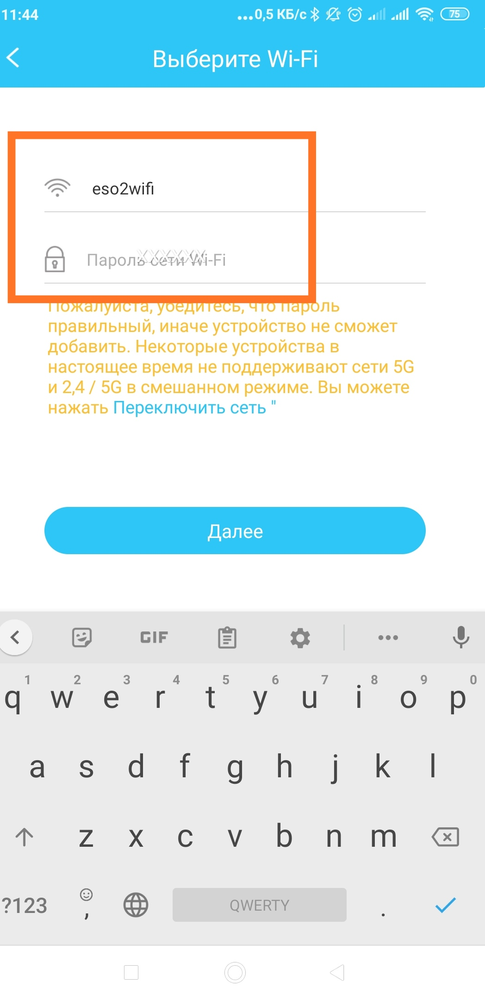 11:44 ...0,5 КБ/с 75
Выберите Wi-Fi
eso2wifi
Пароль сети Wi-Fi
XXXXXX
Пожалуйста, убедитесь, что пароль
правильный, иначе устройство не сможет
добавить. Некоторые устройства в
настоящее время не поддерживают сети 5G
и 2,4 / 5G в смешанном режиме. Вы можете
нажать Переключить сеть "
Далее
GIF
1 2 3 4 5 6 7 8 9 0
q w e r t y u i o p
a s d f g h j k l
z x c v b n m
?123 , QWERTY .